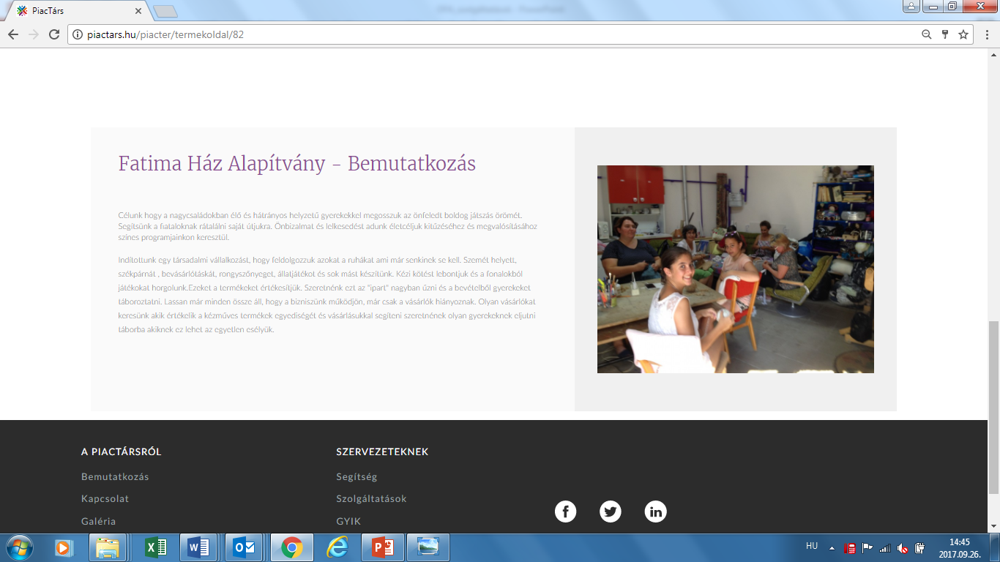 PiacTárs
piactars.hu/piacter/termekoldal/82
Fatima Ház Alapítvány - Bemutatkozás
Célunk hogy a nagycsaládokban élő és hátrányos helyzetű gyerekekkel megosszuk az önfeledt boldog játszás örömét.
Segítsünk a fiataloknak rátalálni saját útjukra. Önbizalmat és lelkesedést adunk életcéljuk kitűzéséhez és megvalósításához
színes programjainkon keresztül.
Indítottunk egy társadalmi vállalkozást, hogy feldolgozzuk azokat a ruhákat ami már senkinek se kell. Szemét helyett,
székpárnát , bevásárlótáskát, rongyszőnyeget, állatjátékot és sok mást készítünk. Kézi kötést lebontjuk és a fonalokból
játékokat horgolunk.Ezeket a termékeket értékesítjük. Szeretnénk ezt az "ipart" nagyban űzni és a bevételből gyerekeket
táboroztatni. Lassan már minden össze áll, hogy a bizniszünk működjön, már csak a vásárlók hiányoznak. Olyan vásárlókat
keresünk akik értékelik a kézműves termékek egyediségét és vásárlásukkal segíteni szeretnének olyan gyerekeknek eljutni
táborba akiknek ez lehet az egyetlen esélyük.
A PIACTÁRSRÓL
Bemutatkozás
Kapcsolat
Galéria
SZERVEZETEKNEK
Segítség
Szolgáltatások
GYIK
HU
14:45
2017.09.26.